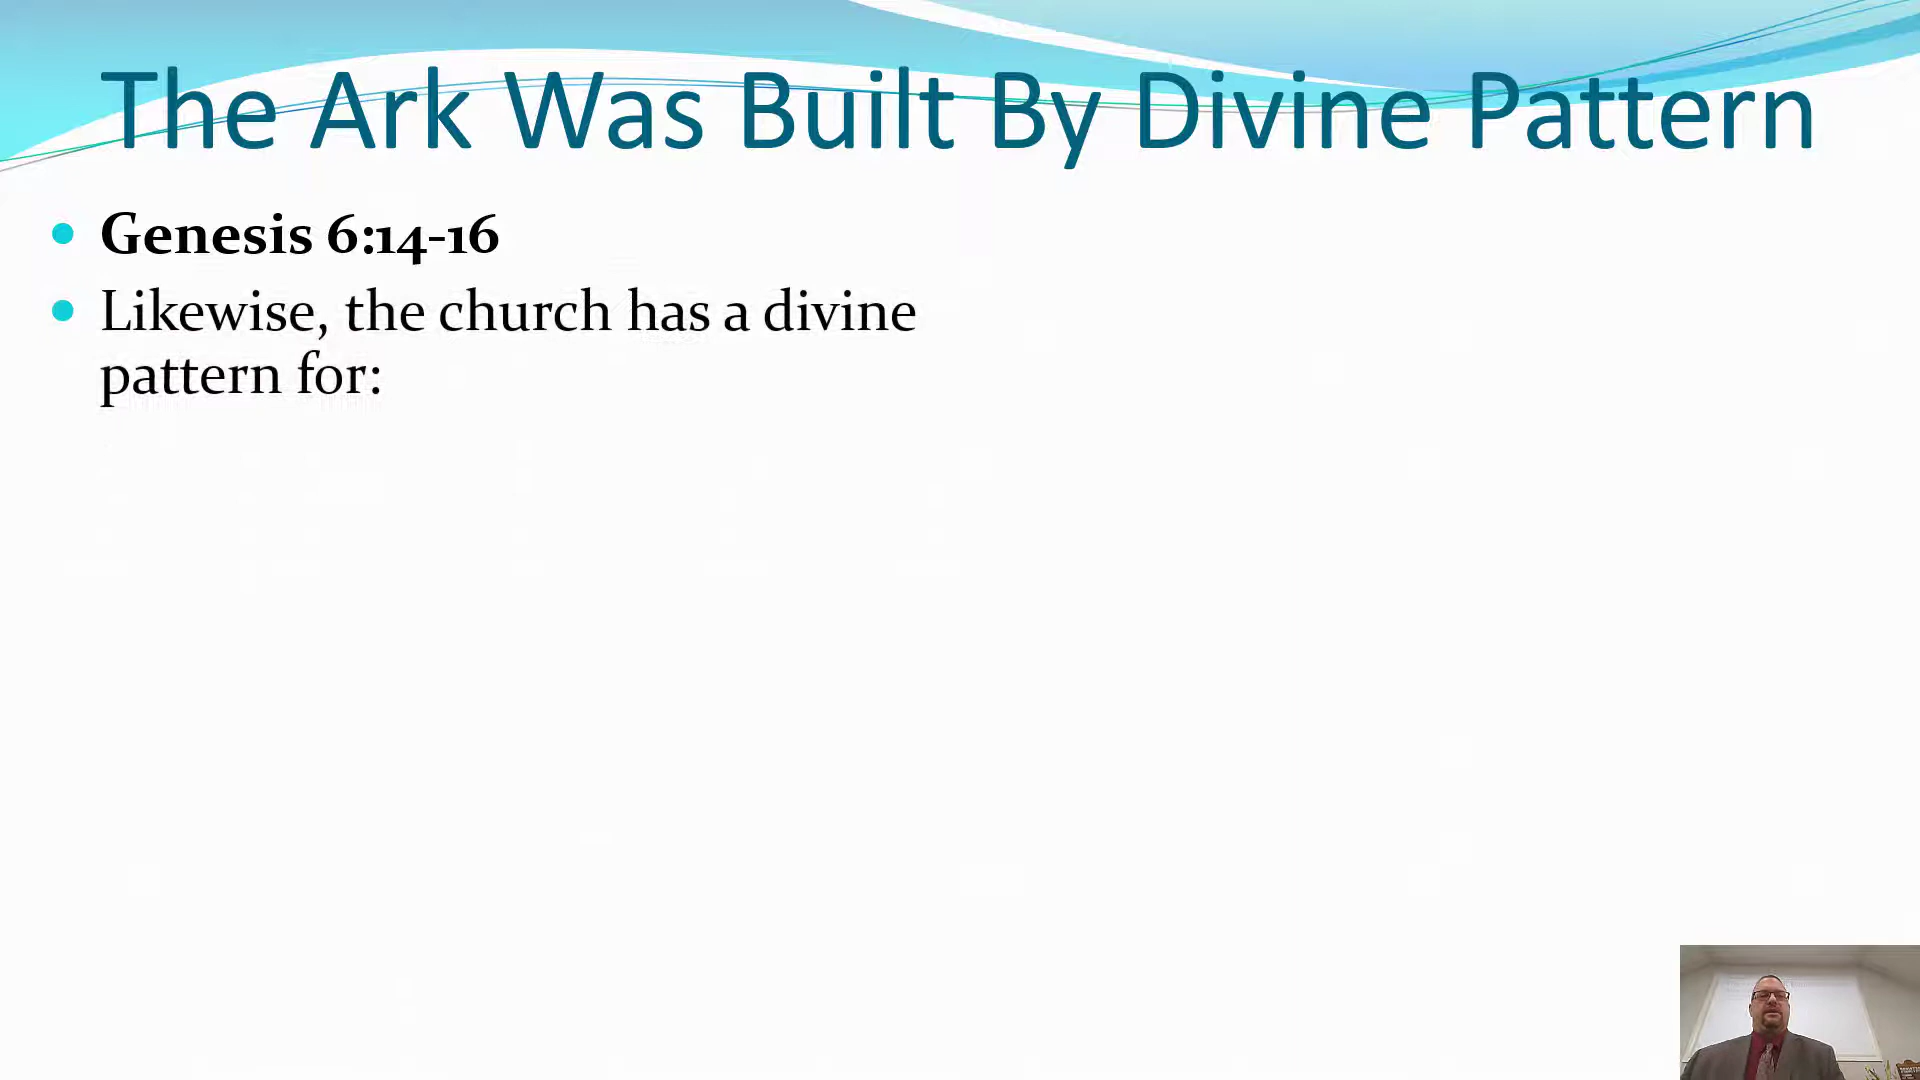 The Ark Was Built By Divine Pattern
Genesis 6:14-16
Likewise, the church has a divine
pattern for: